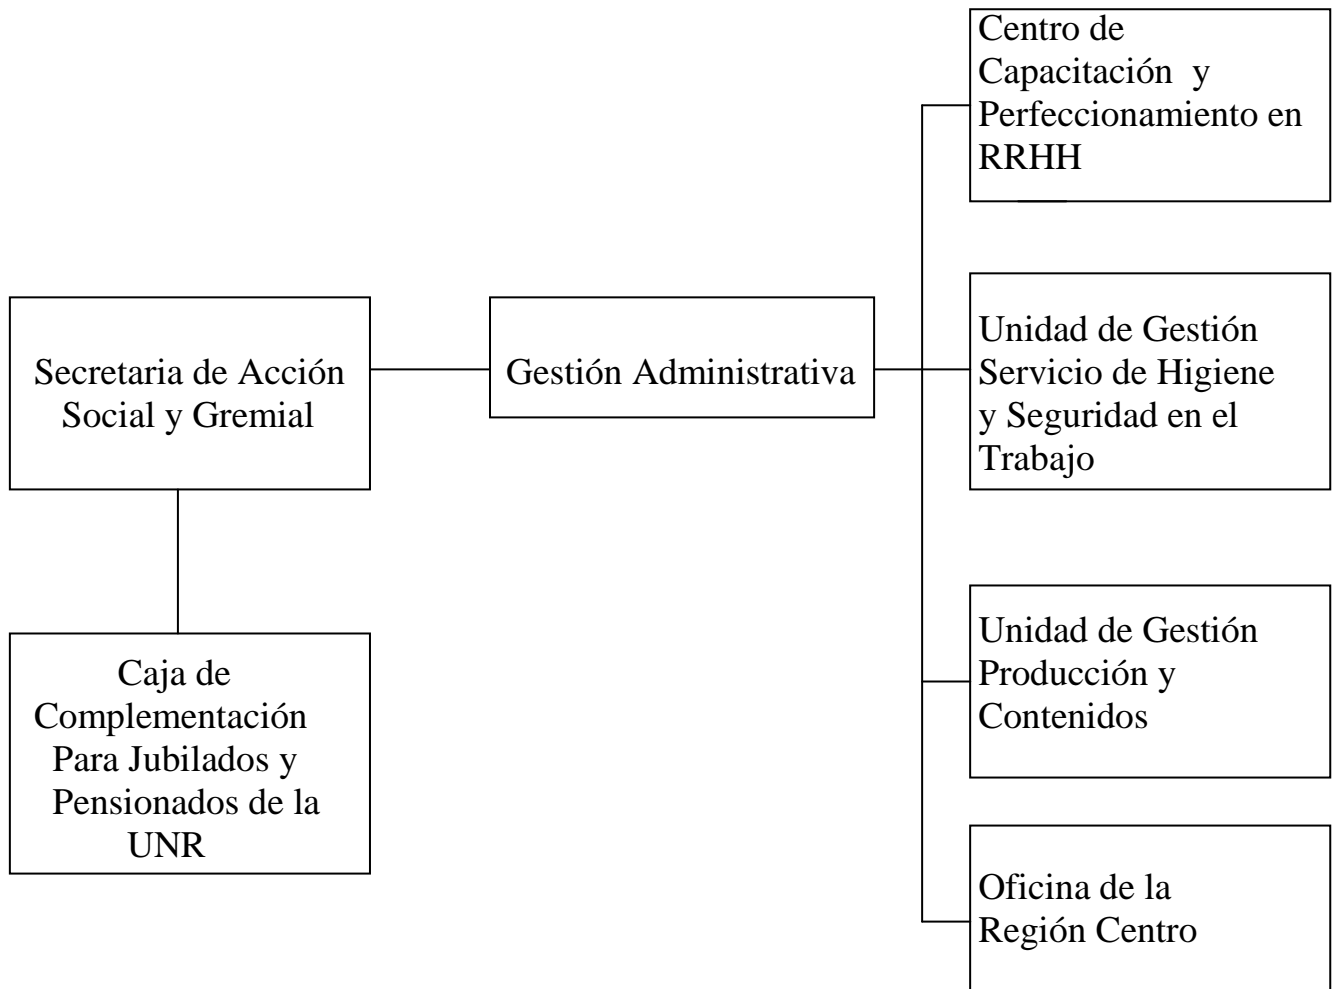 Centro de
Capacitación y
Perfeccionamiento en
RRHH
Secretaria de Acción
Social y Gremial
Gestión Administrativa
Unidad de Gestión
Servicio de Higiene
y Seguridad en el
Trabajo
Caja de
Complementación
Para Jubilados y
Pensionados de la
UNR
Unidad de Gestión
Producción y
Contenidos
Oficina de la
Región Centro